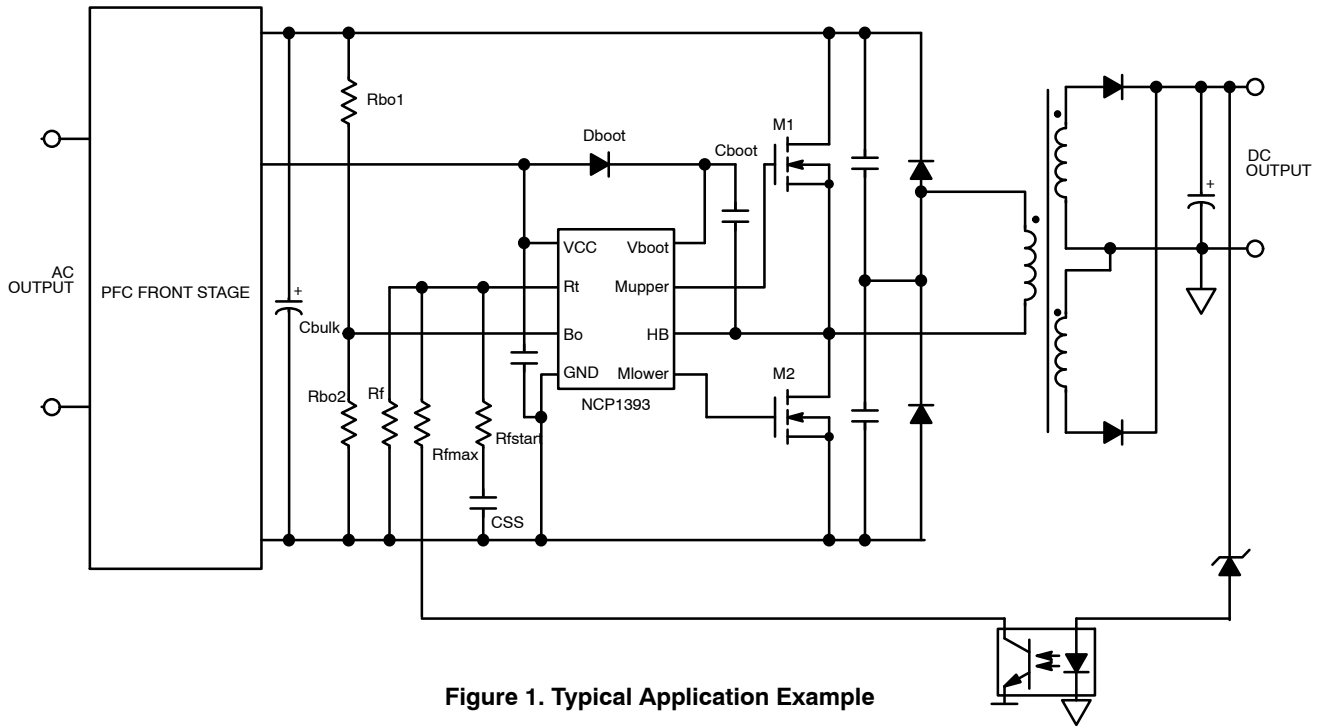 Rbo1
Dboot
M1
Cboot
DC
OUTPUT
VCC
Vboot
AC
OUTPUT
PFC FRONT STAGE
+
Cbulk
Rt
Mupper
+
Bo
HB
GND
Mlower
NCP1393
M2
Rbo2
Rf
Rfmax
Rfstart
CSS
Figure 1. Typical Application Example